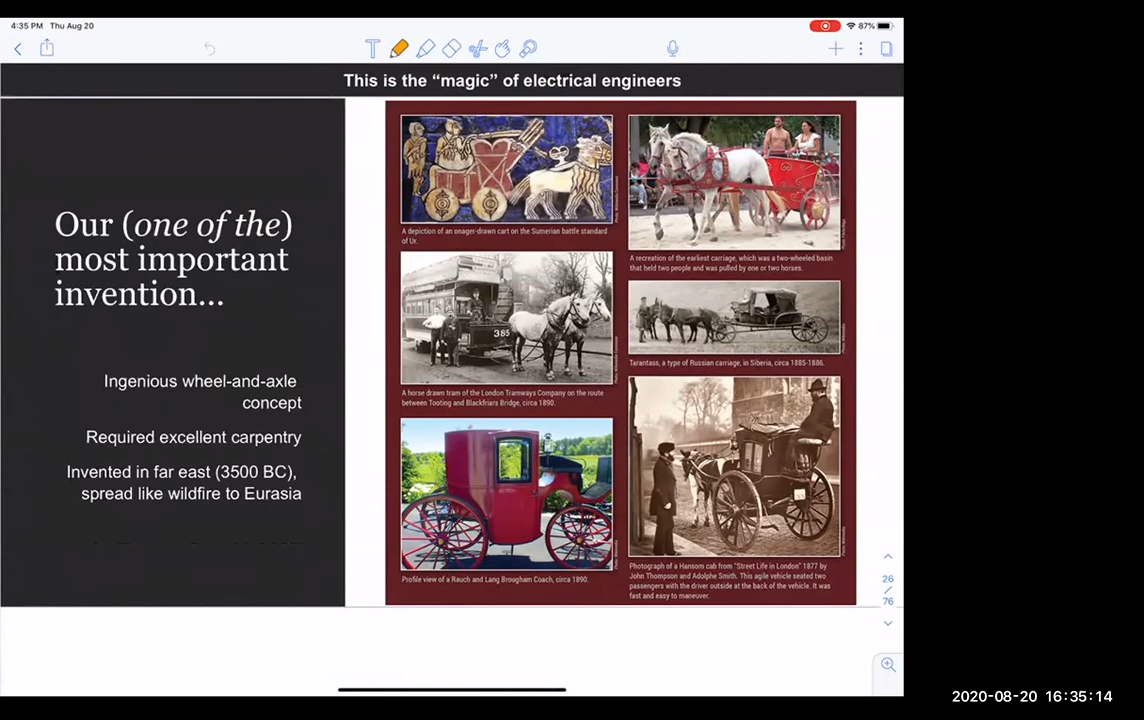 4:35 PM Thu Aug 20
87%
This is the “magic” of electrical engineers
Our (one of the)
most important
invention...
Ingenious wheel-and-axle
concept
Required excellent carpentry
Invented in far east (3500 BC),
spread like wildfire to Eurasia
A depiction of an onager-drawn cart on the Sumerian battle standard
of Ur.
385
A horse drawn tram of the London Tramways Company on the route
between Tooting and Blackfriars Bridge, circa 1890.
Profile view of a Rauch and Lang Brougham Coach, circa 1890.
A recreation of the earliest carriage, which was a two-wheeled basin
that held two people and was pulled by one or two horses.
Tarantass, a type of Russian carriage, in Siberia, circa 1885-1886.
Photograph of a Hansom cab from “Street Life in London” 1877 by
John Thompson and Adolphe Smith. This agile vehicle seated two
passengers with the driver outside at the back of the vehicle. It was
fast and easy to maneuver.
26
/
76
2020-08-20 16:35:14